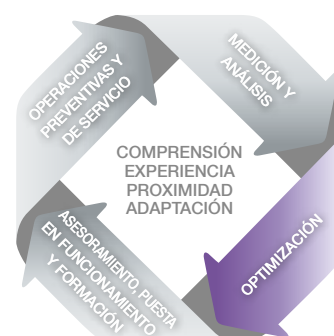 OPERACIONES
PREVENTIVAS Y
DE SERVICIO
MEDICIÓN Y
ANÁLISIS
COMPRENSIÓN
EXPERIENCIA
PROXIMIDAD
ADAPTACIÓN
OPTIMIZACIÓN
ASESORAMIENTO, PUESTA
EN FUNCIONAMIENTO
Y FORMACIÓN